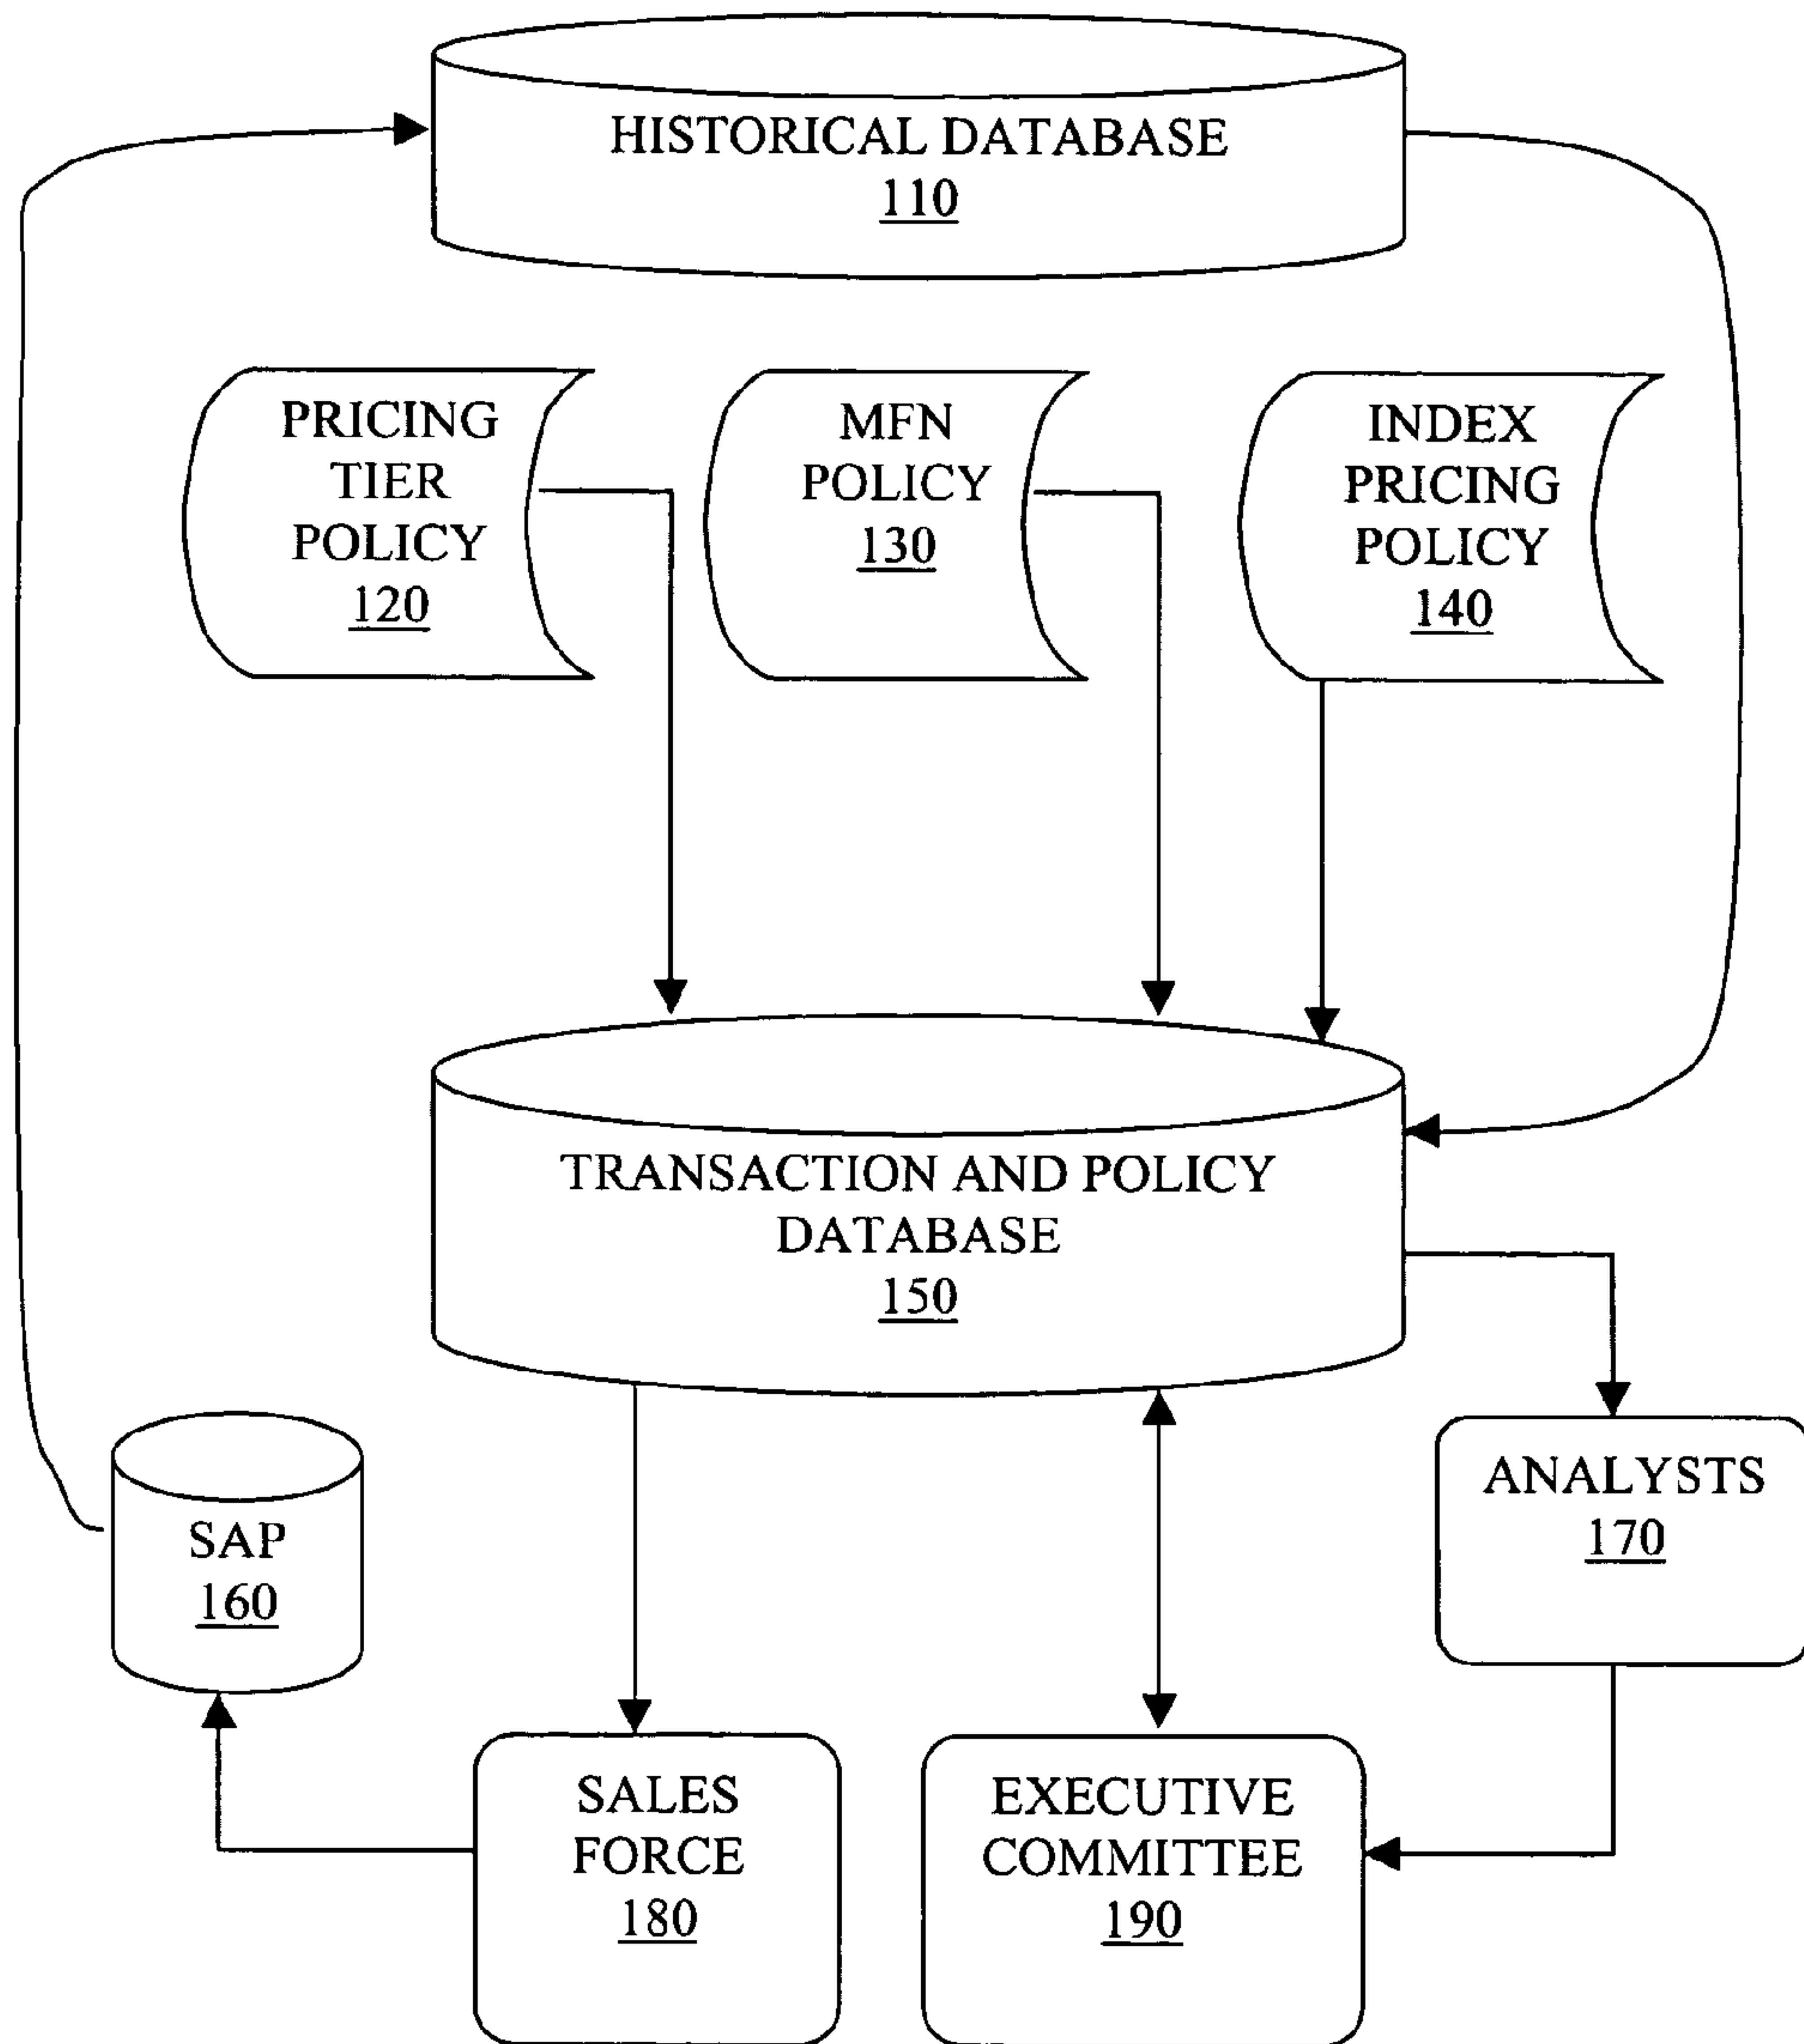 HISTORICAL DATABASE
110
PRICING
TIER
POLICY
120
MFN
POLICY
130
INDEX
PRICING
POLICY
140
TRANSACTION AND POLICY
DATABASE
150
SAP
160
ANALYSTS
170
SALES
FORCE
180
EXECUTIVE
COMMITTEE
190